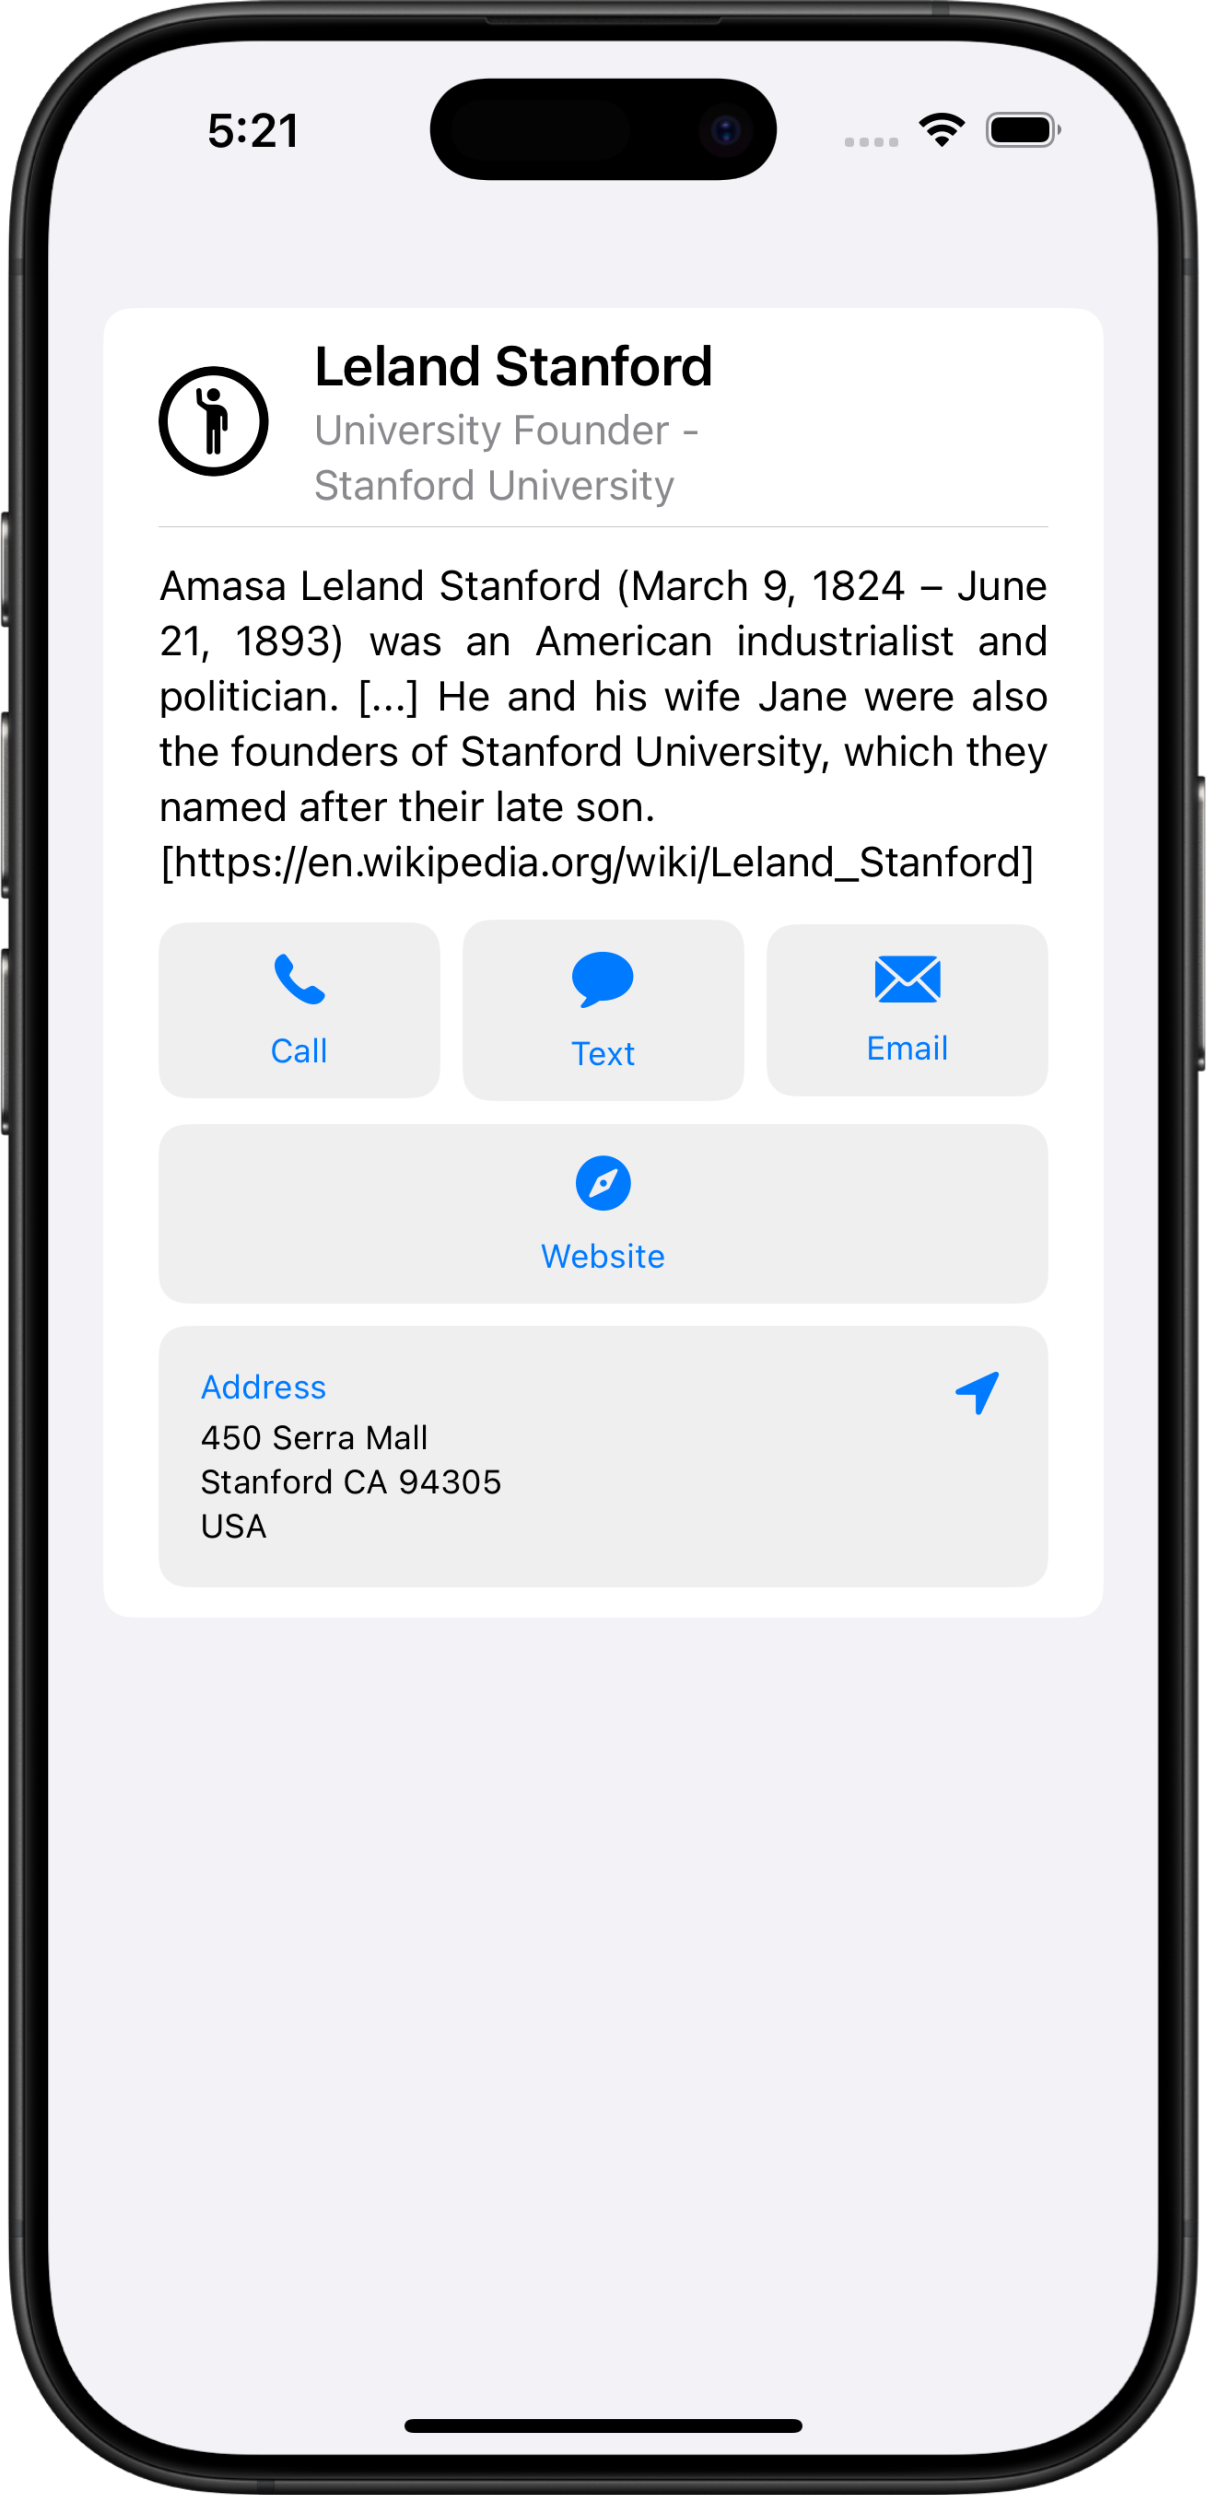 5:21
Leland Stanford
University Founder -
Stanford University
Amasa Leland Stanford (March 9, 1824 – June
21, 1893) was an American industrialist and
politician. [...] He and his wife Jane were also
the founders of Stanford University, which they
named after their late son.
[https://en.wikipedia.org/wiki/Leland_Stanford]
Call
Text
Email
Website
Address
450 Serra Mall
Stanford CA 94305
USA